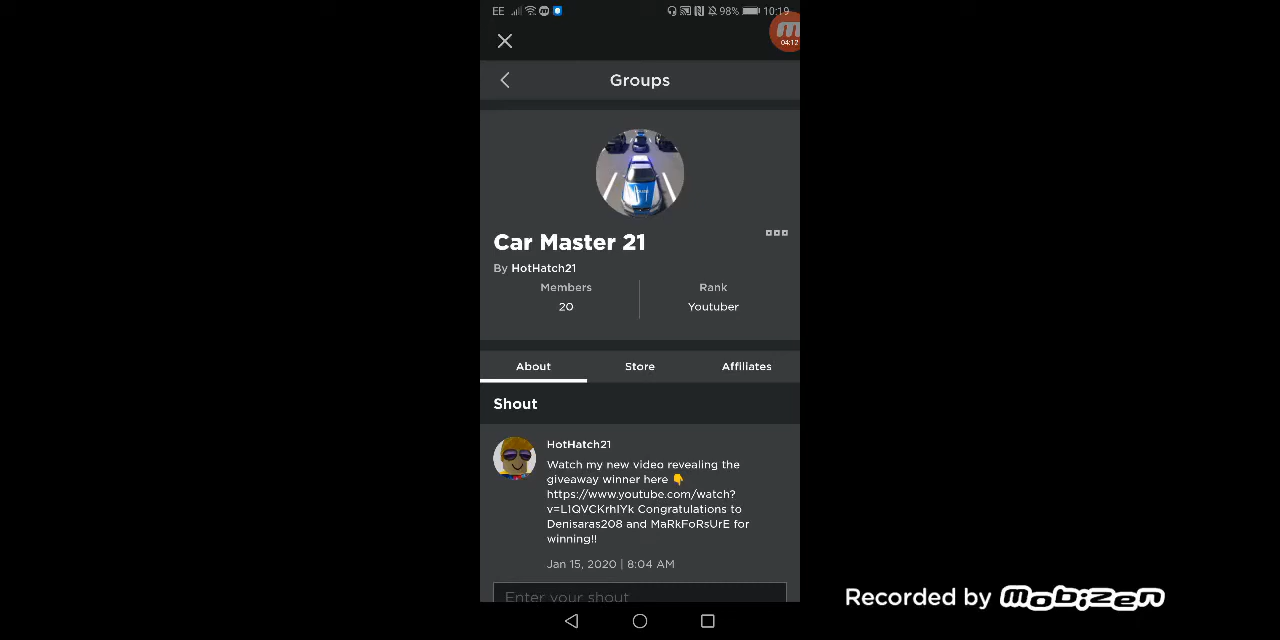 EE 98% 10:19
04:12
Groups
Car Master 21
By HotHatch21
Members Rank
20 Youtuber
About Store Affiliates
Shout
HotHatch21
Watch my new video revealing the
giveaway winner here 👇
https://www.youtube.com/watch?
v=L1QVCKrhIYk Congratulations to
Denisaras208 and MaRkFoRsUrE for
winning!!
Jan 15, 2020 | 8:04 AM
Enter your shout
Recorded by mobizen